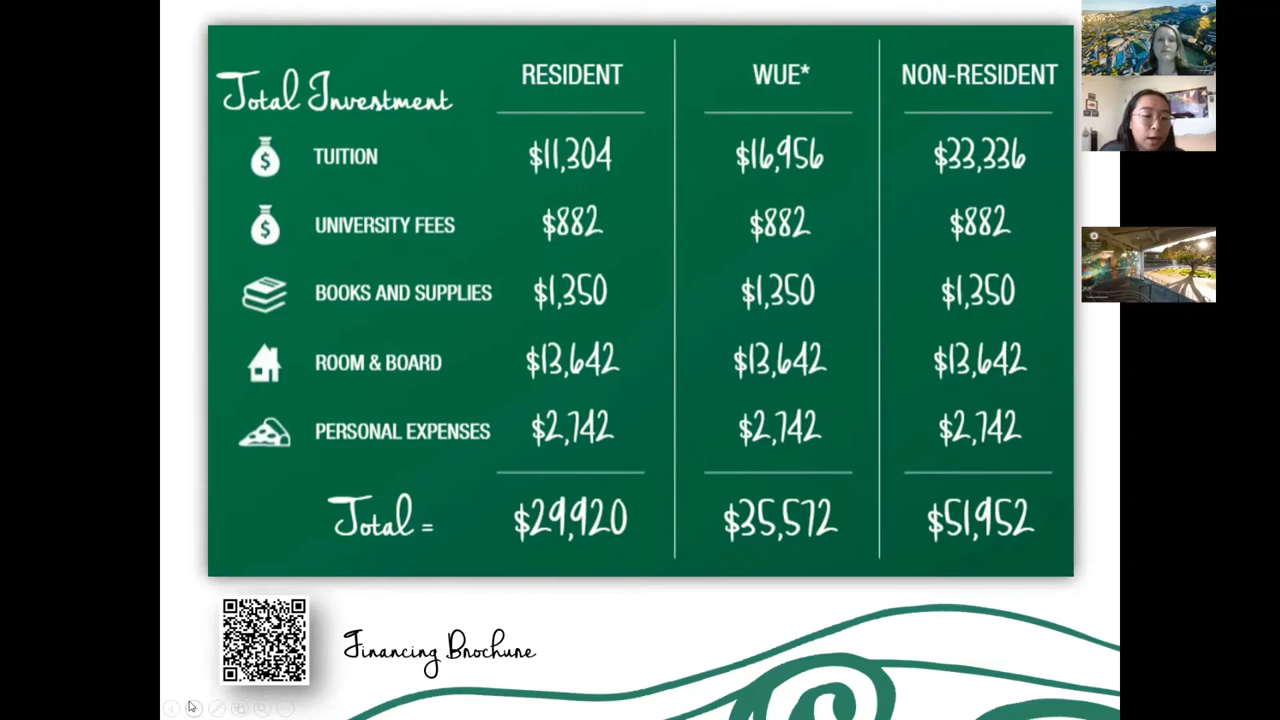 Total Investment RESIDENT WUE* NON-RESIDENT
TUITION $11,304 $16,956 $33,336
UNIVERSITY FEES $882 $882 $882
BOOKS AND SUPPLIES $1,350 $1,350 $1,350
ROOM & BOARD $13,642 $13,642 $13,642
PERSONAL EXPENSES $2,742 $2,742 $2,742
Total = $29,920 $35,572 $51,952
Financing Brochure